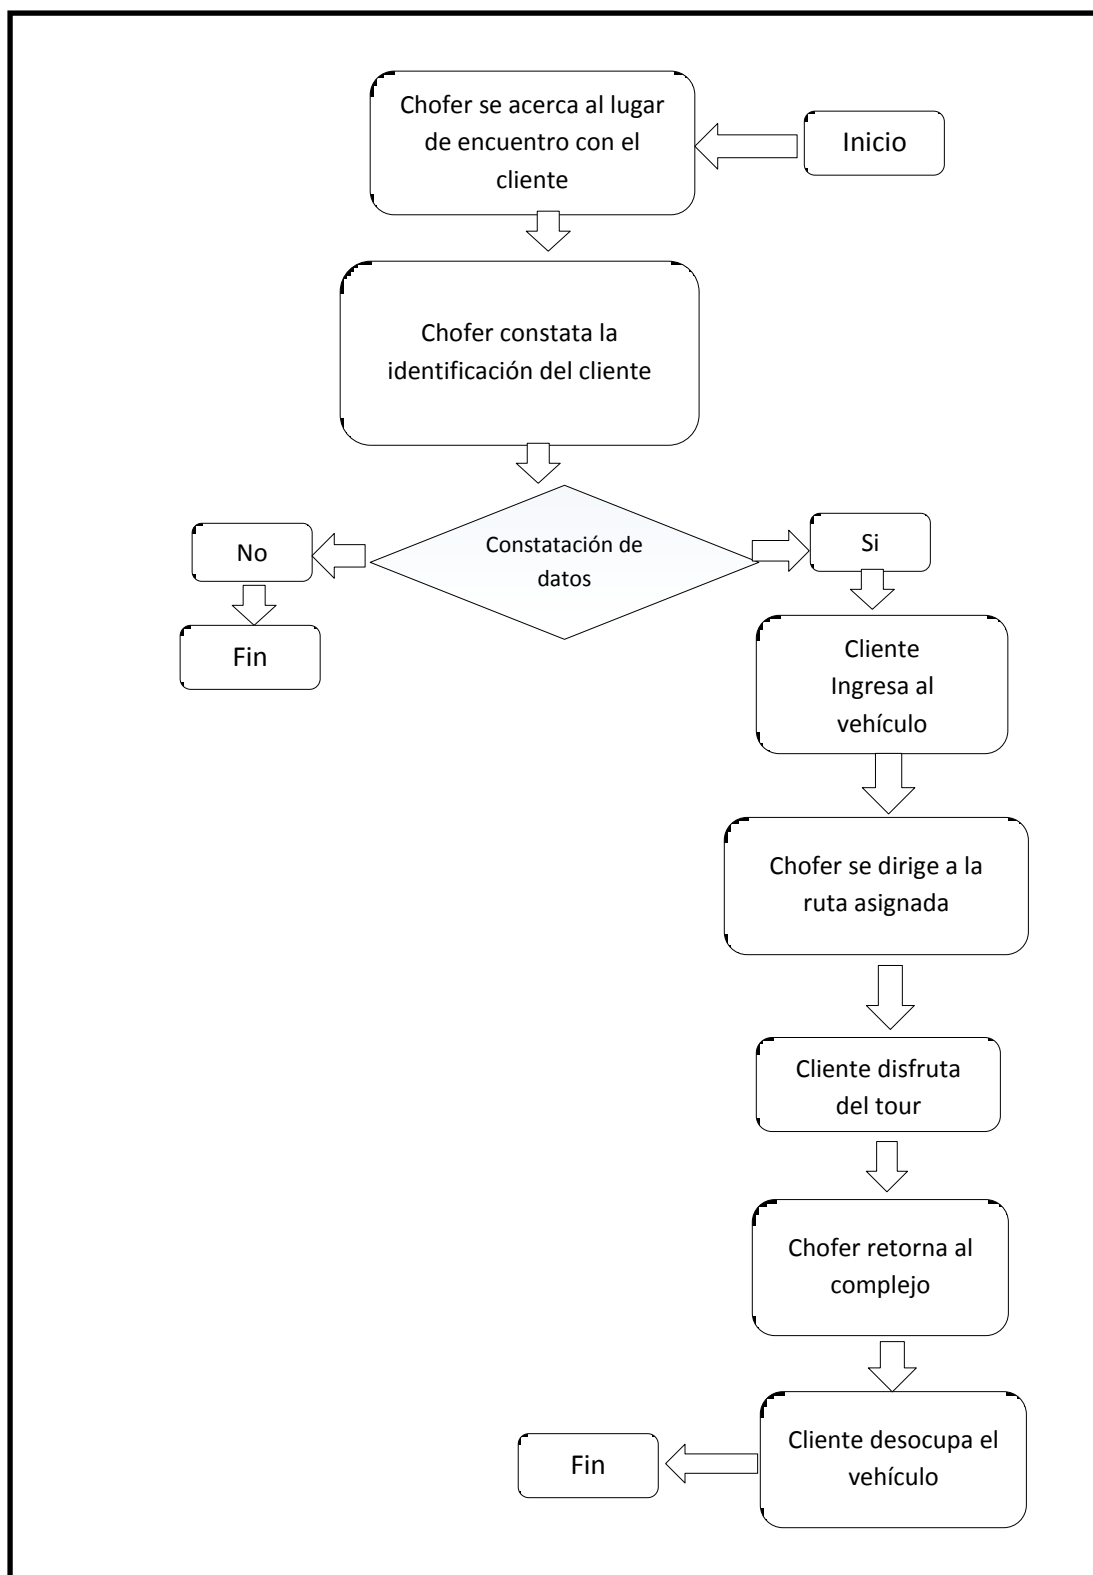 Inicio
Chofer se acerca al lugar
de encuentro con el
cliente
Chofer constata la
identificación del cliente
Constatación de
datos
No
Fin
Si
Cliente
Ingresa al
vehículo
Chofer se dirige a la
ruta asignada
Cliente disfruta
del tour
Chofer retorna al
complejo
Cliente desocupa el
vehículo
Fin